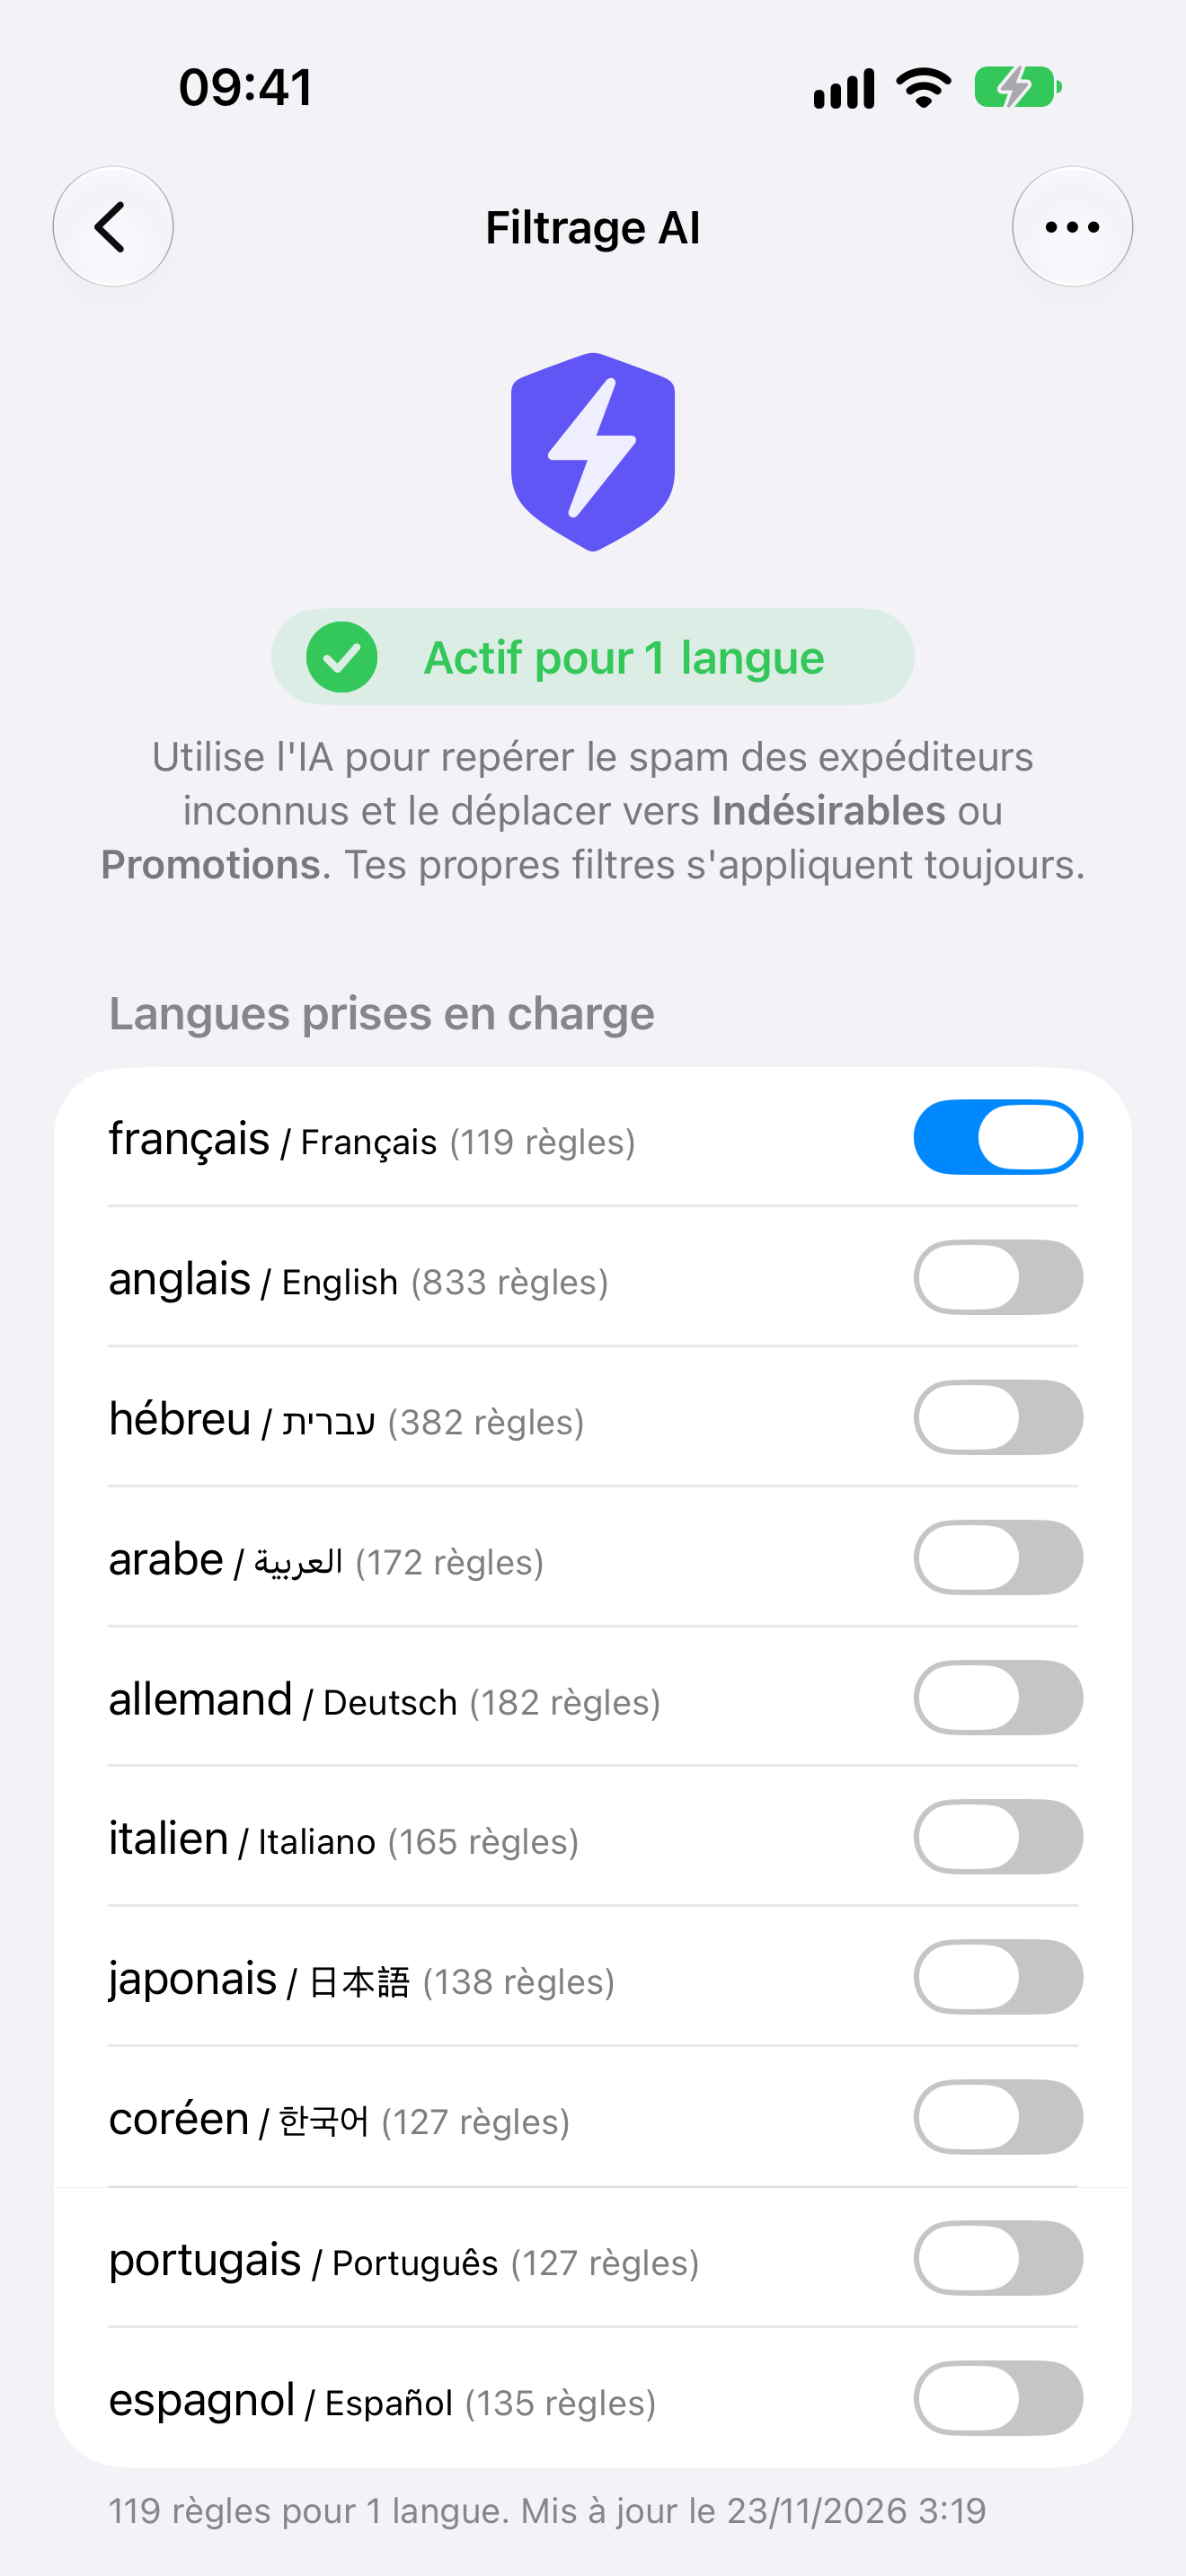 09:41
Filtrage AI
Actif pour 1 langue
Utilise l'IA pour repérer le spam des expéditeurs
inconnus et le déplacer vers Indésirables ou
Promotions. Tes propres filtres s'appliquent toujours.
Langues prises en charge
français / Français (119 règles)
anglais / English (833 règles)
hébreu / עברית (382 règles)
arabe / العربية (172 règles)
allemand / Deutsch (182 règles)
italien / Italiano (165 règles)
japonais / 日本語 (138 règles)
coréen / 한국어 (127 règles)
portugais / Português (127 règles)
espagnol / Español (135 règles)
119 règles pour 1 langue. Mis à jour le 23/11/2026 3:19